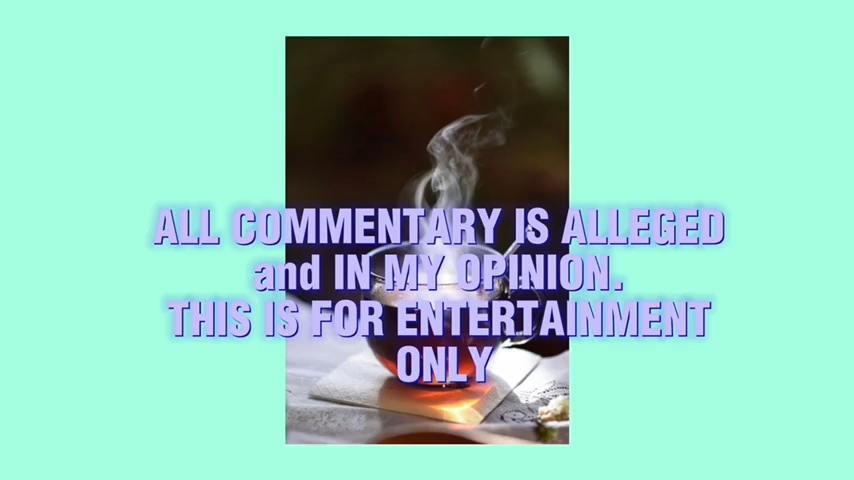 ALL COMMENTARY IS ALLEGED
and IN MY OPINION.
THIS IS FOR ENTERTAINMENT
ONLY